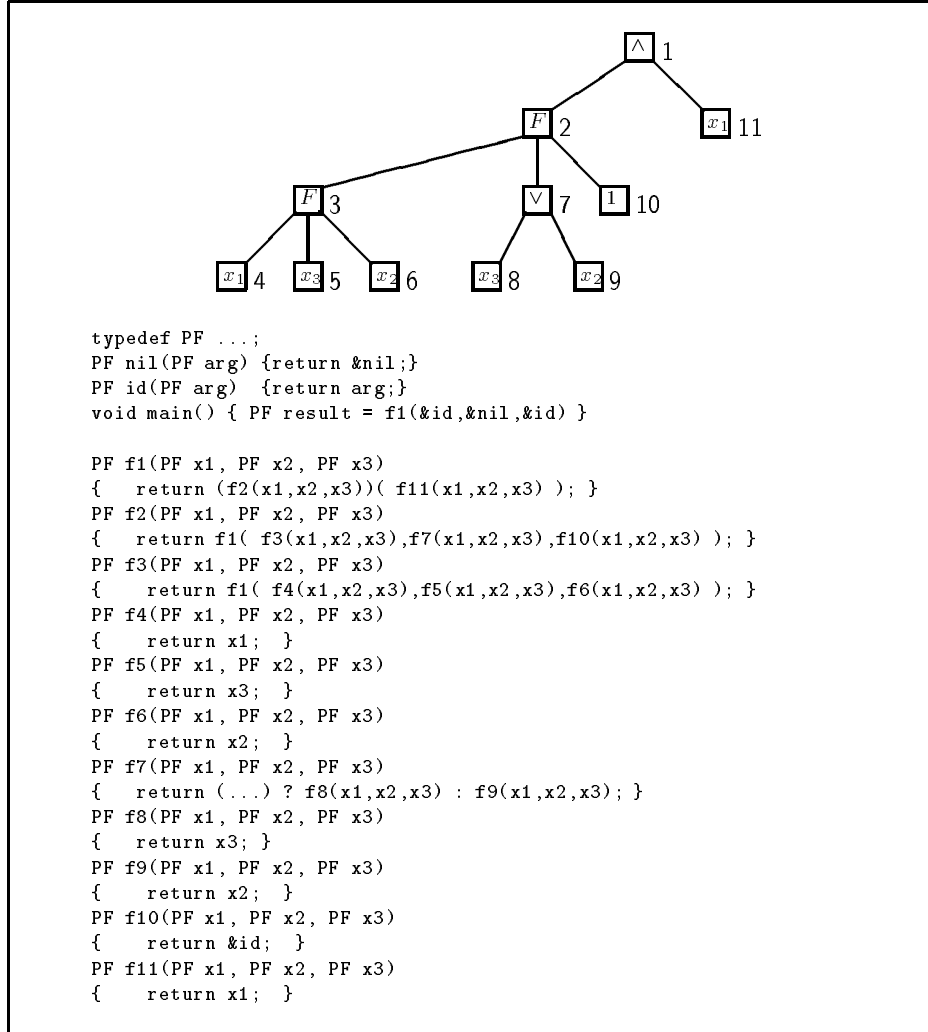 ∧ 1
F 2 x₁ 11
F 3 ∨ 7 1 10
x₁ 4 x₃ 5 x₂ 6 x₃ 8 x₂ 9
typedef PF ...;
PF nil(PF arg) {return &nil;}
PF id(PF arg)  {return arg;}
void main() { PF result = f1(&id,&nil,&id) }
PF f1(PF x1, PF x2, PF x3)
{   return (f2(x1,x2,x3))( f11(x1,x2,x3) ); }
PF f2(PF x1, PF x2, PF x3)
{   return f1( f3(x1,x2,x3),f7(x1,x2,x3),f10(x1,x2,x3) ); }
PF f3(PF x1, PF x2, PF x3)
{    return f1( f4(x1,x2,x3),f5(x1,x2,x3),f6(x1,x2,x3) ); }
PF f4(PF x1, PF x2, PF x3)
{    return x1;  }
PF f5(PF x1, PF x2, PF x3)
{    return x3;  }
PF f6(PF x1, PF x2, PF x3)
{    return x2;  }
PF f7(PF x1, PF x2, PF x3)
{   return (...) ? f8(x1,x2,x3) : f9(x1,x2,x3); }
PF f8(PF x1, PF x2, PF x3)
{   return x3; }
PF f9(PF x1, PF x2, PF x3)
{    return x2;  }
PF f10(PF x1, PF x2, PF x3)
{    return &id;  }
PF f11(PF x1, PF x2, PF x3)
{    return x1;  }